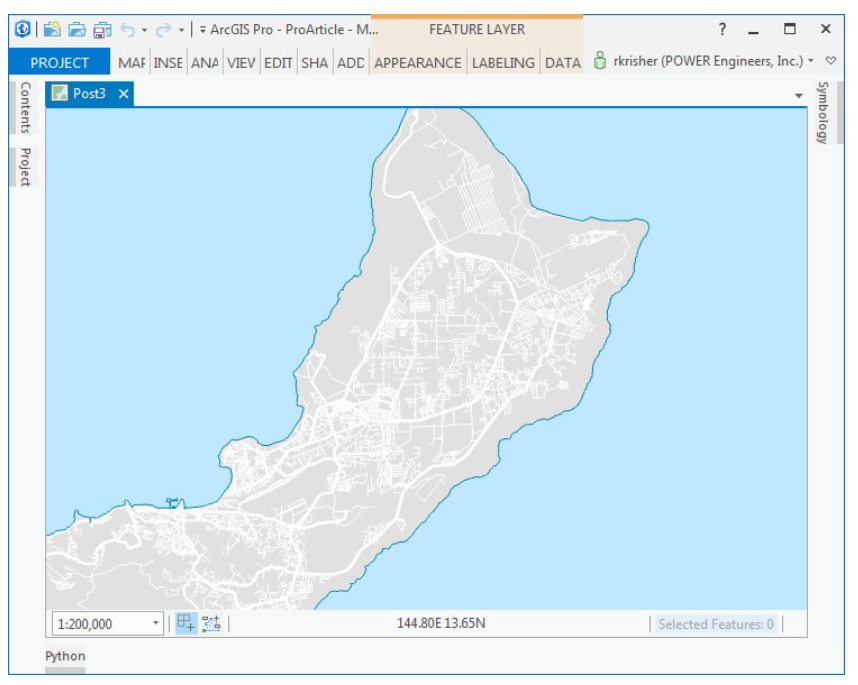 ArcGIS Pro - ProArticle - M... FEATURE LAYER ?
PROJECT MAF INSE ANA VIEV EDIT SHA ADD APPEARANCE LABELING DATA rkrisher (POWER Engineers, Inc.)
Contents
Project
Post3
Symbology
1:200,000 144.80E 13.65N Selected Features: 0
Python